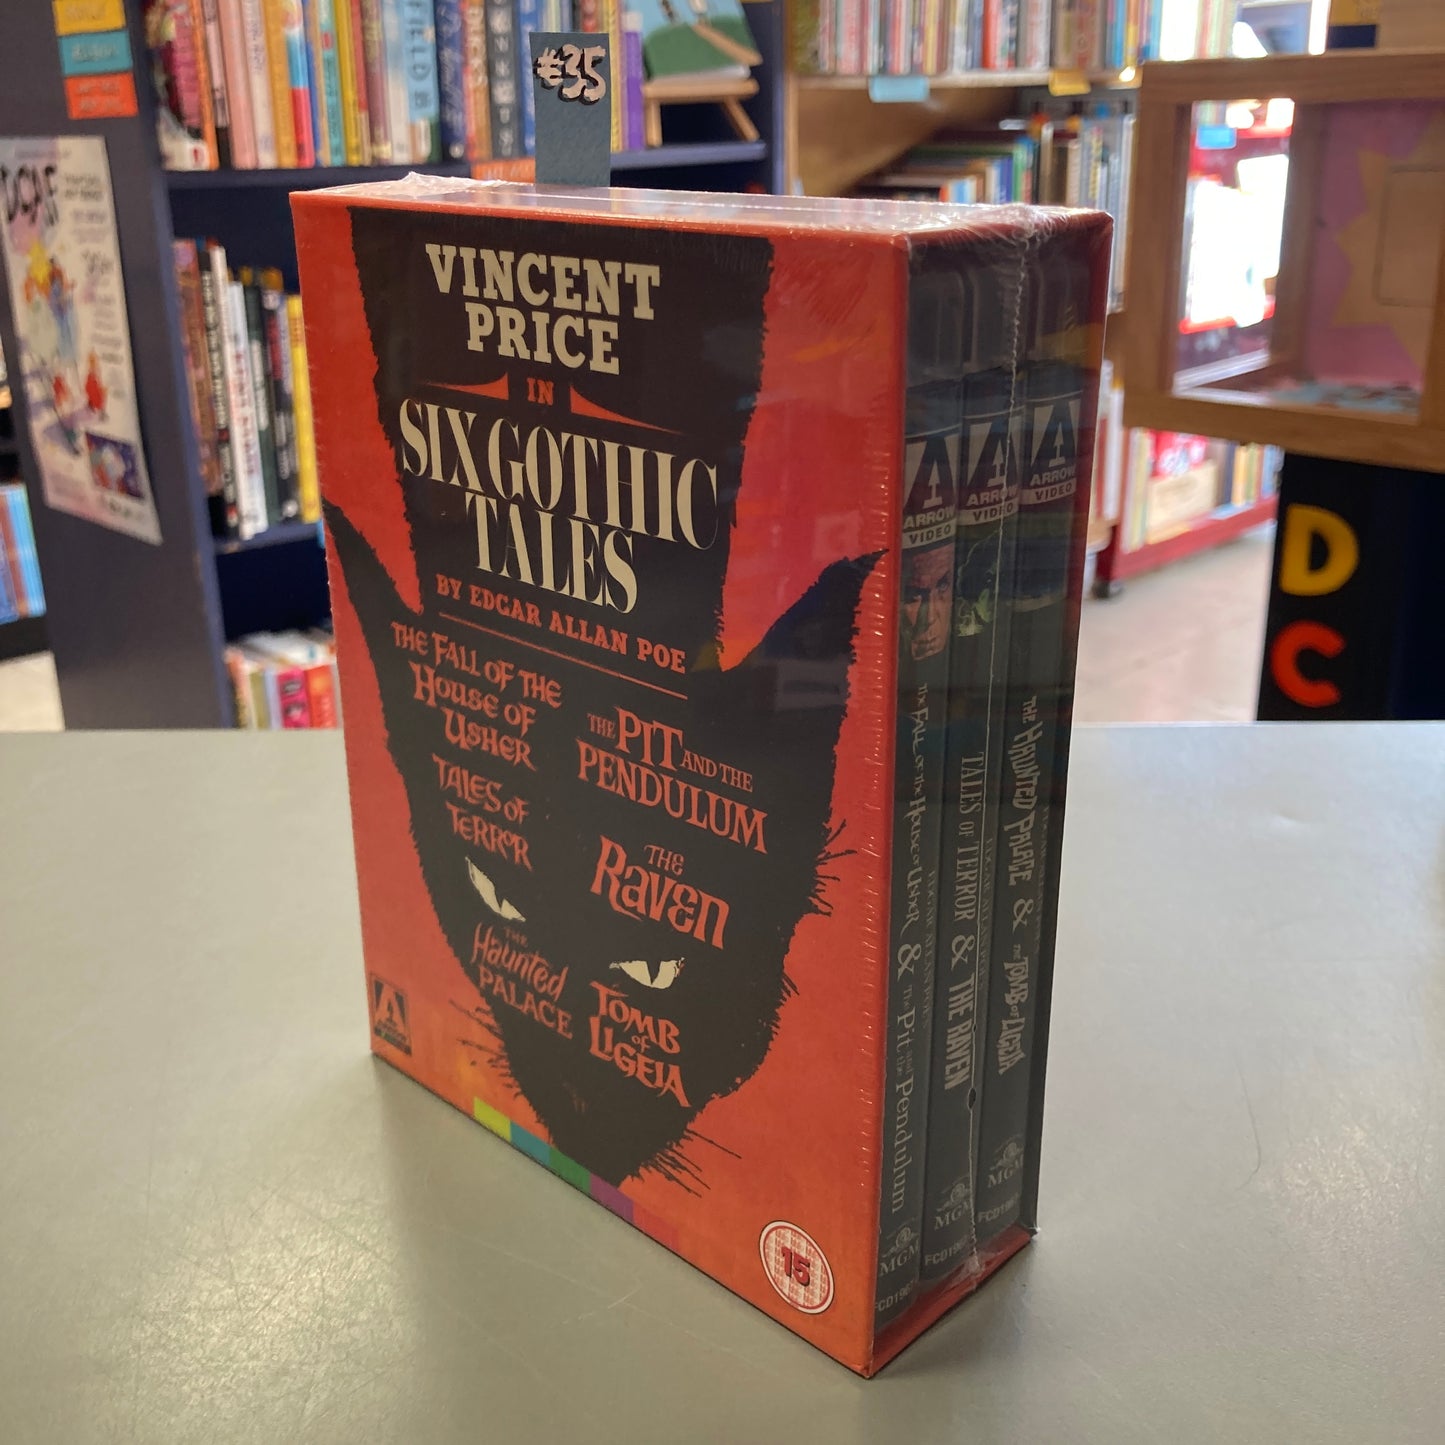 €35
VINCENT
PRICE
IN
SIX GOTHIC
TALES
BY EDGAR ALLAN POE
THE FALL OF THE
HOUSE OF
USHER
THE PIT AND THE
PENDULUM
TALES OF
TERROR
THE
RAVEN
THE
Haunted
PALACE
TOMB
OF
LIGEIA
15
ARROW
VIDEO
THE FALL OF THE HOUSE OF USHER & The Pit and the Pendulum
MGM
ARROW
VIDEO
TALES OF TERROR & THE RAVEN
MGM
ARROW
VIDEO
THE HAUNTED PALACE & THE TOMB OF LIGEIA
MGM
D
C